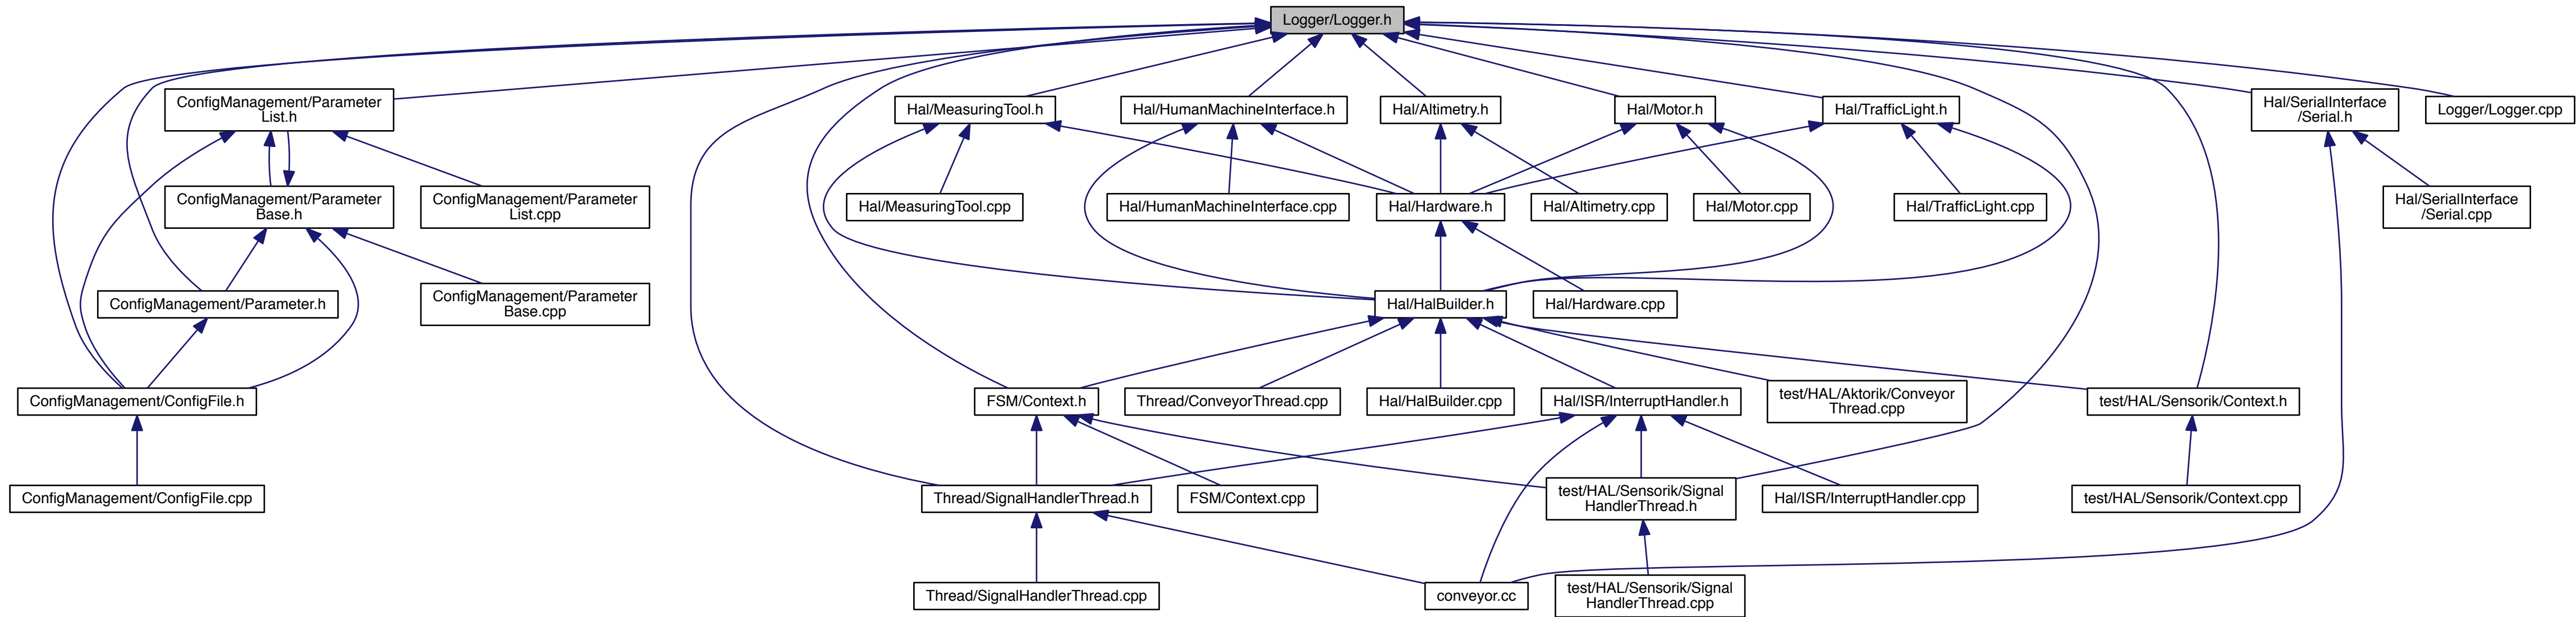 Logger/Logger.h
ConfigManagement/Parameter
List.h
Hal/MeasuringTool.h
Hal/HumanMachineInterface.h
Hal/Altimetry.h
Hal/Motor.h
Hal/TrafficLight.h
Hal/SerialInterface
/Serial.h
Logger/Logger.cpp
ConfigManagement/Parameter
Base.h
ConfigManagement/Parameter
List.cpp
Hal/MeasuringTool.cpp
Hal/HumanMachineInterface.cpp
Hal/Hardware.h
Hal/Altimetry.cpp
Hal/Motor.cpp
Hal/TrafficLight.cpp
Hal/SerialInterface
/Serial.cpp
ConfigManagement/Parameter.h
ConfigManagement/Parameter
Base.cpp
Hal/HalBuilder.h
Hal/Hardware.cpp
ConfigManagement/ConfigFile.h
FSM/Context.h
Thread/ConveyorThread.cpp
Hal/HalBuilder.cpp
Hal/ISR/InterruptHandler.h
test/HAL/Aktorik/Conveyor
Thread.cpp
test/HAL/Sensorik/Context.h
ConfigManagement/ConfigFile.cpp
Thread/SignalHandlerThread.h
FSM/Context.cpp
test/HAL/Sensorik/Signal
HandlerThread.h
Hal/ISR/InterruptHandler.cpp
test/HAL/Sensorik/Context.cpp
Thread/SignalHandlerThread.cpp
conveyor.cc
test/HAL/Sensorik/Signal
HandlerThread.cpp